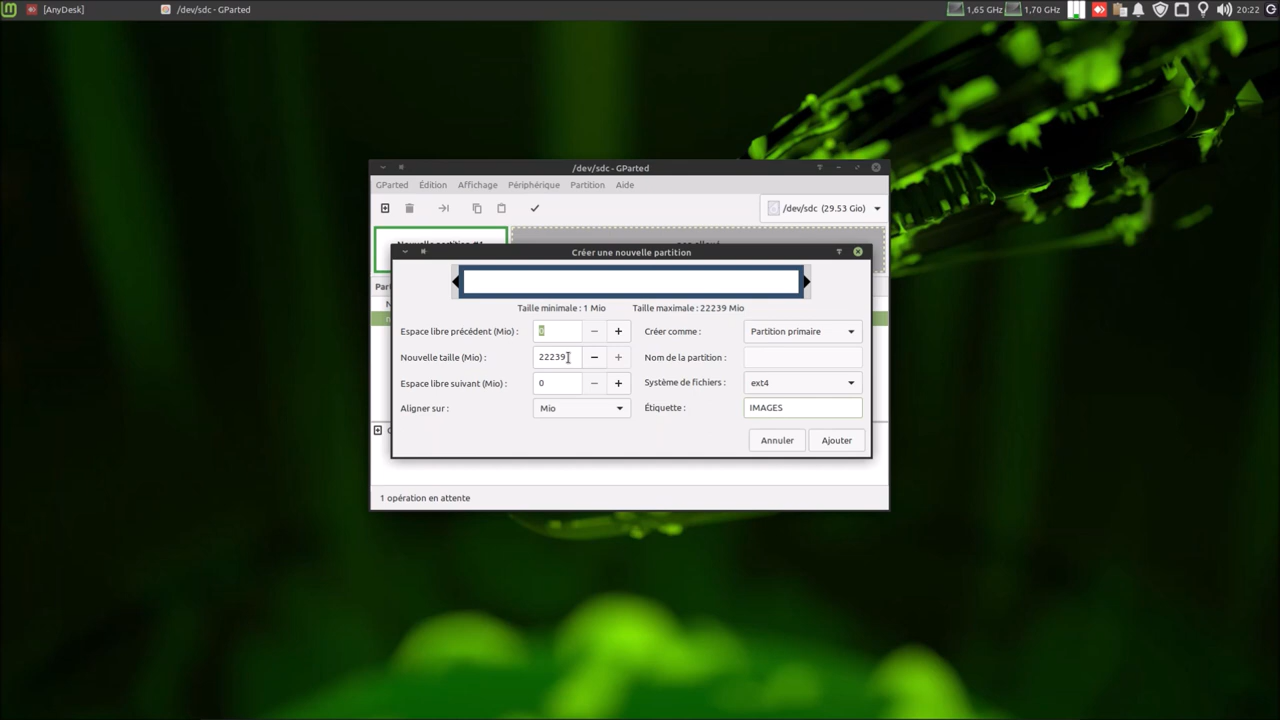 [AnyDesk] /dev/sdc - GParted 1,65 GHz 1,70 GHz 20:22
/dev/sdc - GParted
GParted Édition Affichage Périphérique Partition Aide
/dev/sdc (29.53 Gio)
Créer une nouvelle partition
Taille minimale : 1 Mio Taille maximale : 22239 Mio
Espace libre précédent (Mio) : 0 Créer comme : Partition primaire
Nouvelle taille (Mio) : 22239 Nom de la partition :
Espace libre suivant (Mio) : 0 Système de fichiers : ext4
Aligner sur : Mio Étiquette : IMAGES
Annuler Ajouter
1 opération en attente